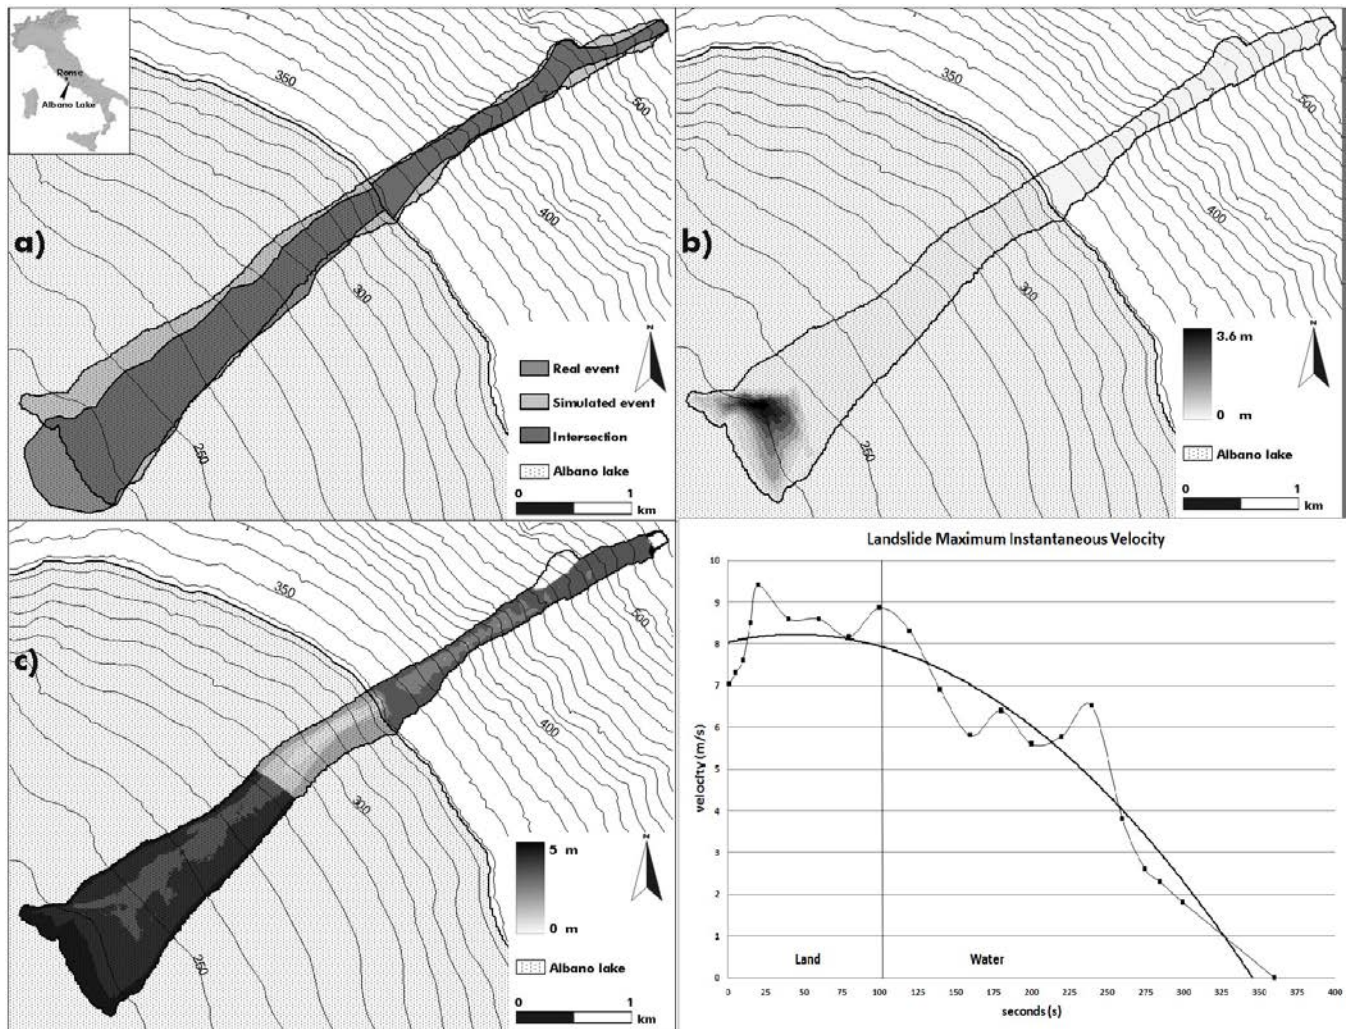 Rome
Albano Lake
350
500
400
300
250
a)
N
Real event
Simulated event
Intersection
Albano lake
0 1
km
350
500
400
300
250
b)
N
3.6 m
0 m
Albano lake
0 1
km
350
500
400
300
250
c)
N
5 m
0 m
Albano lake
0 1
km
Landslide Maximum Instantaneous Velocity
10
9
8
7
6
5
4
3
2
1
0
velocity (m/s)
Land Water
0 25 50 75 100 125 150 175 200 225 250 275 300 325 350 375 400
seconds (s)